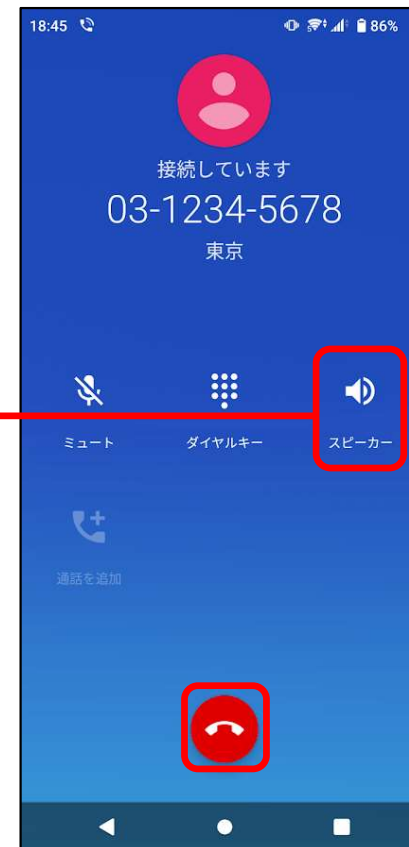 18:45 86%
接続しています
03-1234-5678
東京
ミュート ダイヤルキー スピーカー
通話を追加